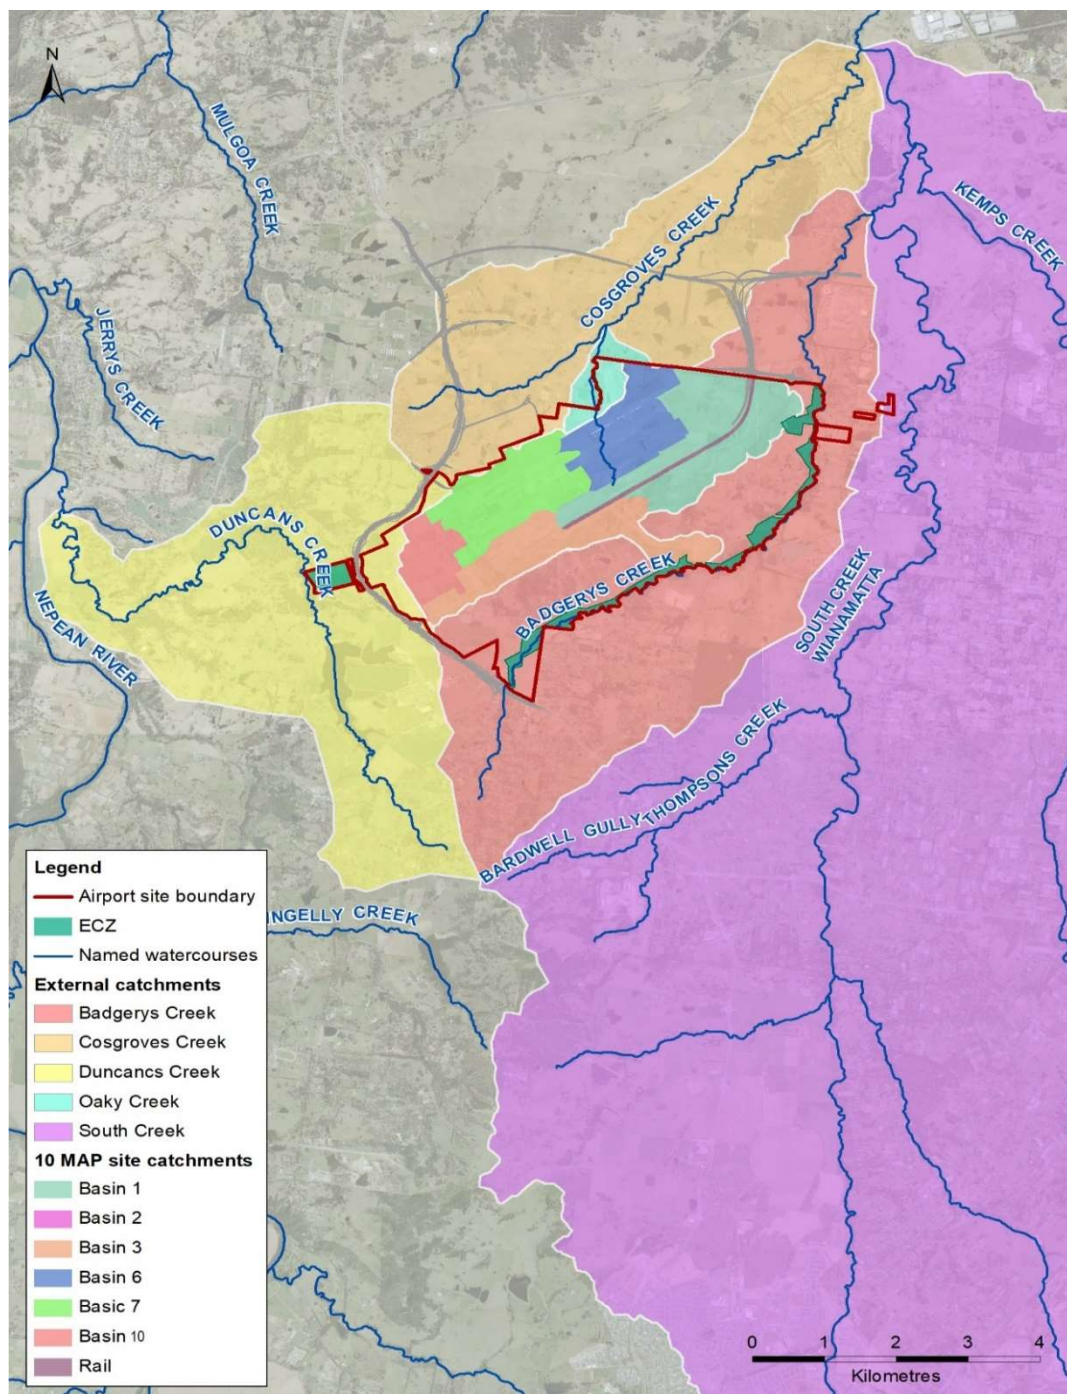 N
MULGOA CREEK
KEMPS CREEK
COSGROVES CREEK
JERRYS CREEK
DUNCANS CREEK
BADGERYS CREEK
SOUTH CREEK
WIANAMATTA
NEPEAN RIVER
THOMPSONS CREEK
BARDWELL GULLY
INGELLY CREEK
Legend
Airport site boundary
ECZ
Named watercourses
External catchments
Badgerys Creek
Cosgroves Creek
Duncancs Creek
Oaky Creek
South Creek
10 MAP site catchments
Basin 1
Basin 2
Basin 3
Basin 6
Basic 7
Basin 10
Rail
0 1 2 3 4
Kilometres